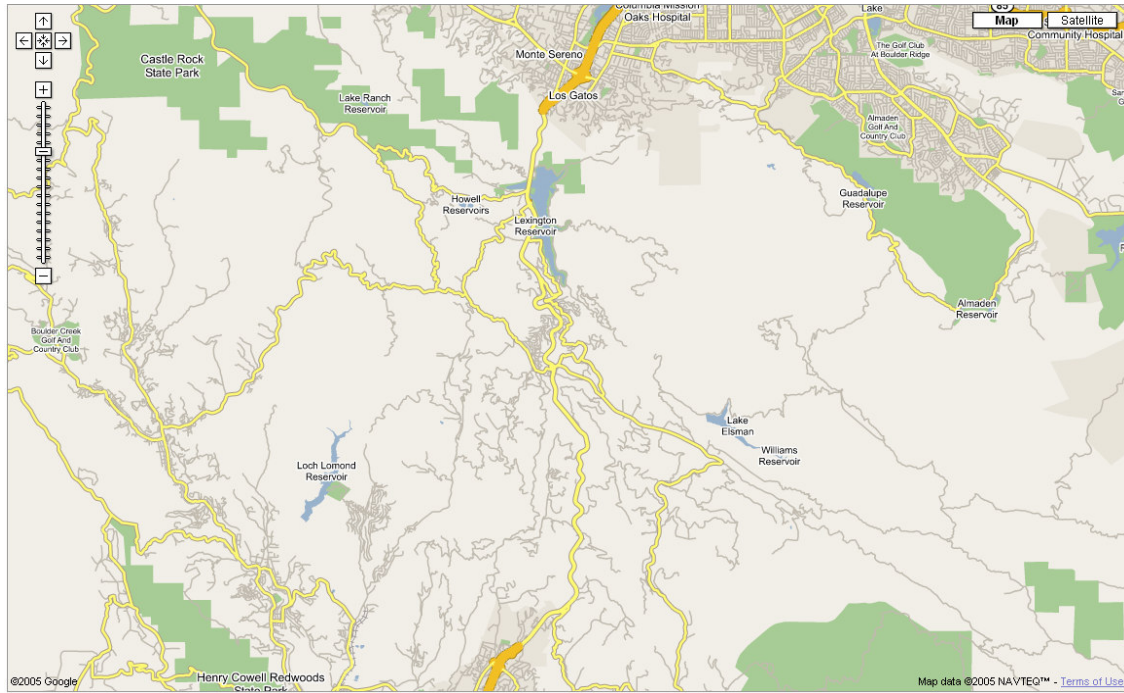 Columbia Mission
Oaks Hospital
Lake
85
Map
Satellite
Community Hospital
The Golf Club
At Boulder Ridge
Monte Sereno
Castle Rock
State Park
Los Gatos
Lake Ranch
Reservoir
Almaden
Golf And
Country Club
Howell
Reservoirs
Guadalupe
Reservoir
Lexington
Reservoir
Almaden
Reservoir
Boulder Creek
Golf And
Country Club
Lake
Elsman
Williams
Reservoir
Loch Lomond
Reservoir
Henry Cowell Redwoods
State Park
©2005 Google
Map data ©2005 NAVTEQ™ - Terms of Use